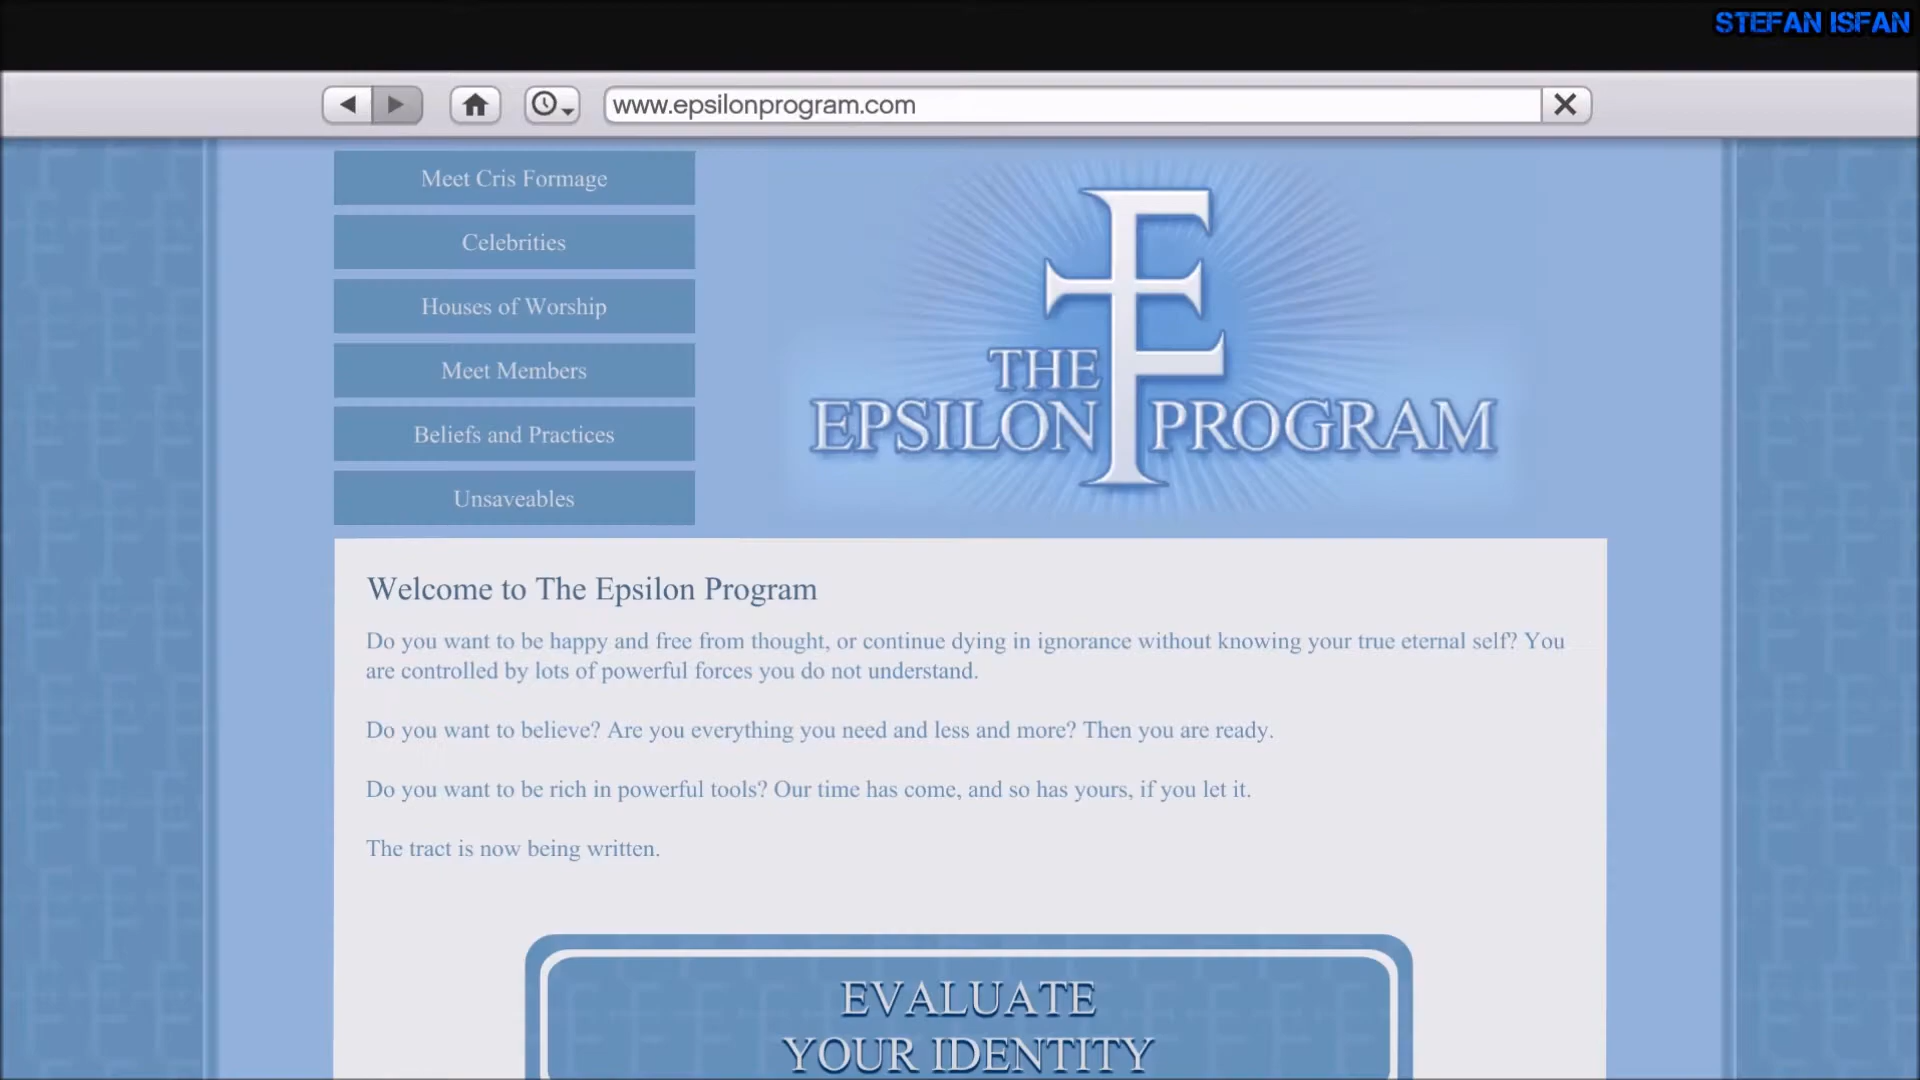 STEFAN ISFAN
www.epsilonprogram.com
Meet Cris Formage
Celebrities
Houses of Worship
Meet Members
Beliefs and Practices
Unsaveables
THE
EPSILON PROGRAM
Welcome to The Epsilon Program
Do you want to be happy and free from thought, or continue dying in ignorance without knowing your true eternal self? You
are controlled by lots of powerful forces you do not understand.
Do you want to believe? Are you everything you need and less and more? Then you are ready.
Do you want to be rich in powerful tools? Our time has come, and so has yours, if you let it.
The tract is now being written.
EVALUATE
YOUR IDENTITY